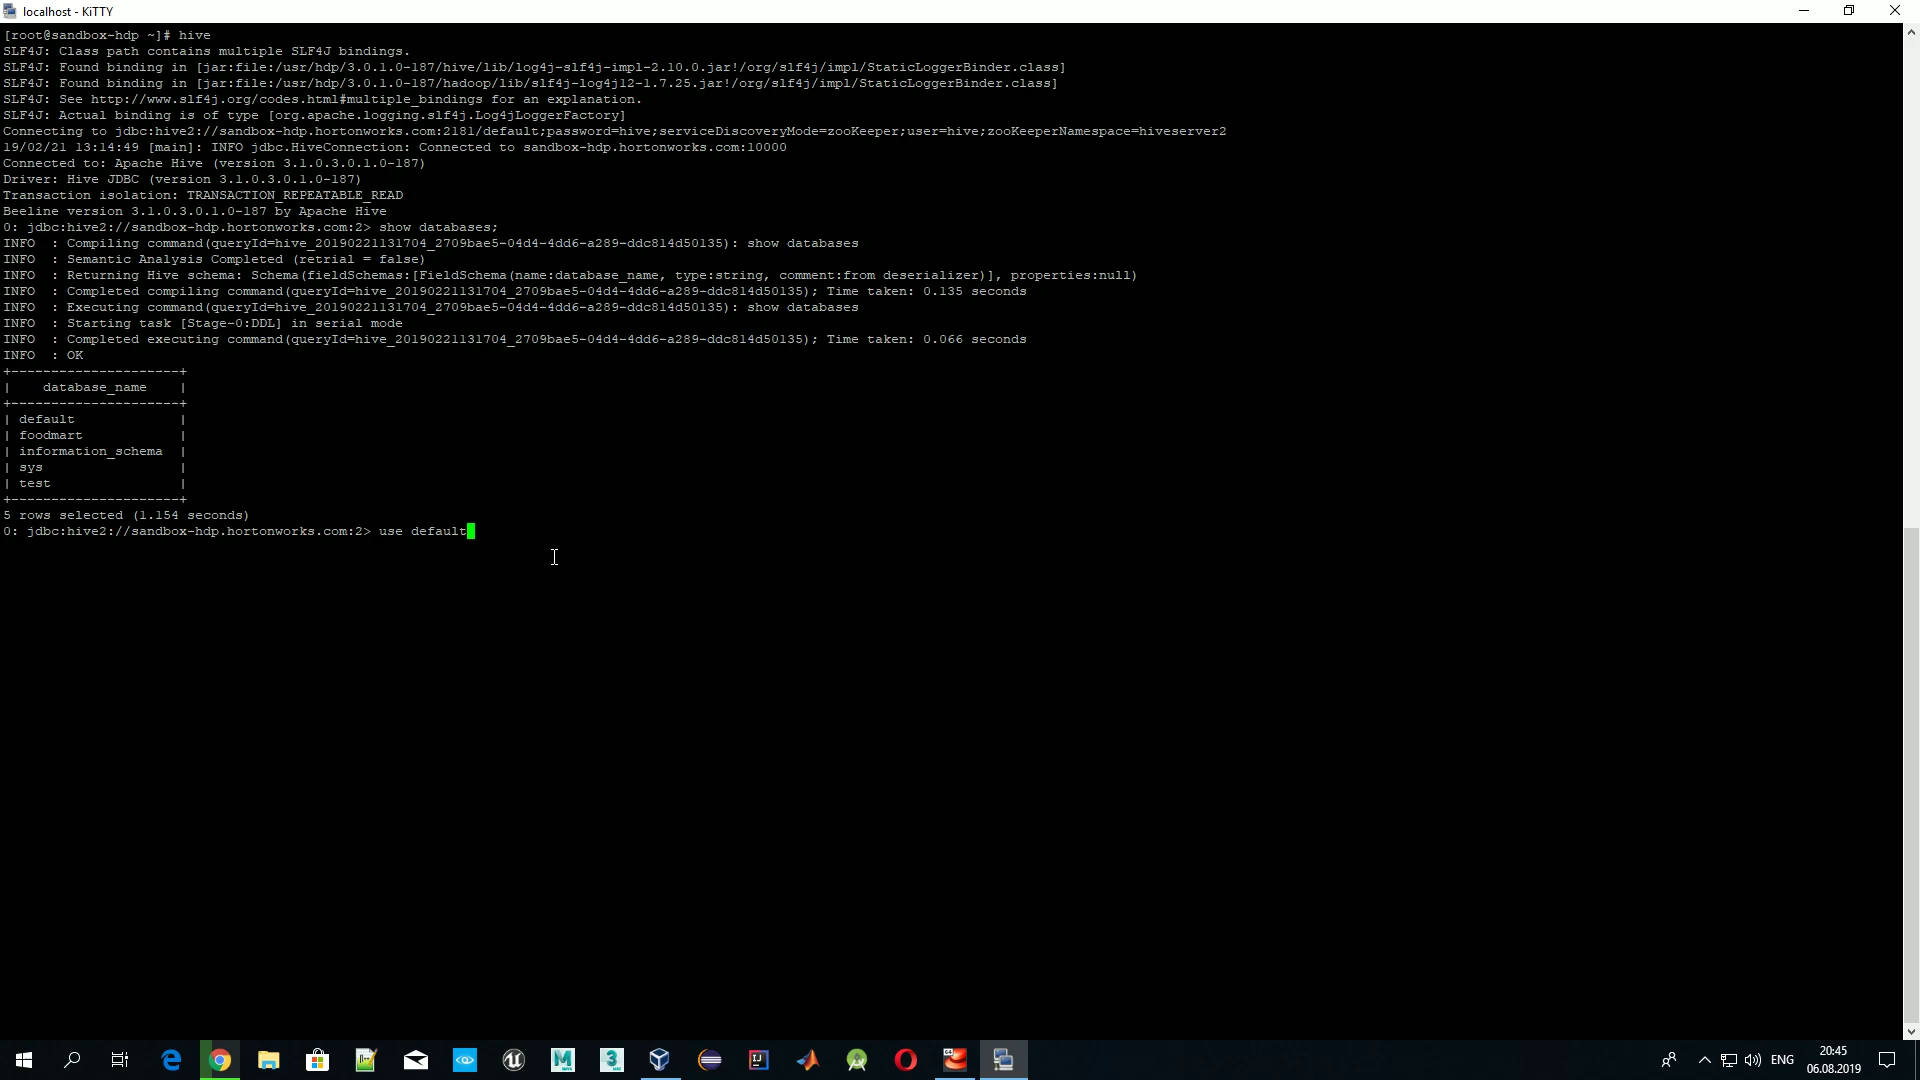 localhost - KiTTY
[root@sandbox-hdp ~]# hive
SLF4J: Class path contains multiple SLF4J bindings.
SLF4J: Found binding in [jar:file:/usr/hdp/3.0.1.0-187/hive/lib/log4j-slf4j-impl-2.10.0.jar!/org/slf4j/impl/StaticLoggerBinder.class]
SLF4J: Found binding in [jar:file:/usr/hdp/3.0.1.0-187/hadoop/lib/slf4j-log4j12-1.7.25.jar!/org/slf4j/impl/StaticLoggerBinder.class]
SLF4J: See http://www.slf4j.org/codes.html#multiple_bindings for an explanation.
SLF4J: Actual binding is of type [org.apache.logging.slf4j.Log4jLoggerFactory]
Connecting to jdbc:hive2://sandbox-hdp.hortonworks.com:2181/default;password=hive;serviceDiscoveryMode=zooKeeper;user=hive;zooKeeperNamespace=hiveserver2
19/02/21 13:14:49 [main]: INFO jdbc.HiveConnection: Connected to sandbox-hdp.hortonworks.com:10000
Connected to: Apache Hive (version 3.1.0.3.0.1.0-187)
Driver: Hive JDBC (version 3.1.0.3.0.1.0-187)
Transaction isolation: TRANSACTION_REPEATABLE_READ
Beeline version 3.1.0.3.0.1.0-187 by Apache Hive
0: jdbc:hive2://sandbox-hdp.hortonworks.com:2> show databases;
INFO  : Compiling command(queryId=hive_20190221131704_2709bae5-04d4-4dd6-a289-ddc814d50135): show databases
INFO  : Semantic Analysis Completed (retrial = false)
INFO  : Returning Hive schema: Schema(fieldSchemas:[FieldSchema(name:database_name, type:string, comment:from deserializer)], properties:null)
INFO  : Completed compiling command(queryId=hive_20190221131704_2709bae5-04d4-4dd6-a289-ddc814d50135); Time taken: 0.135 seconds
INFO  : Executing command(queryId=hive_20190221131704_2709bae5-04d4-4dd6-a289-ddc814d50135): show databases
INFO  : Starting task [Stage-0:DDL] in serial mode
INFO  : Completed executing command(queryId=hive_20190221131704_2709bae5-04d4-4dd6-a289-ddc814d50135); Time taken: 0.066 seconds
INFO  : OK
+---------------------+
|    database_name    |
+---------------------+
| default             |
| foodmart            |
| information_schema  |
| sys                 |
| test                |
+---------------------+
5 rows selected (1.154 seconds)
0: jdbc:hive2://sandbox-hdp.hortonworks.com:2> use default
ENG
20:45
06.08.2019